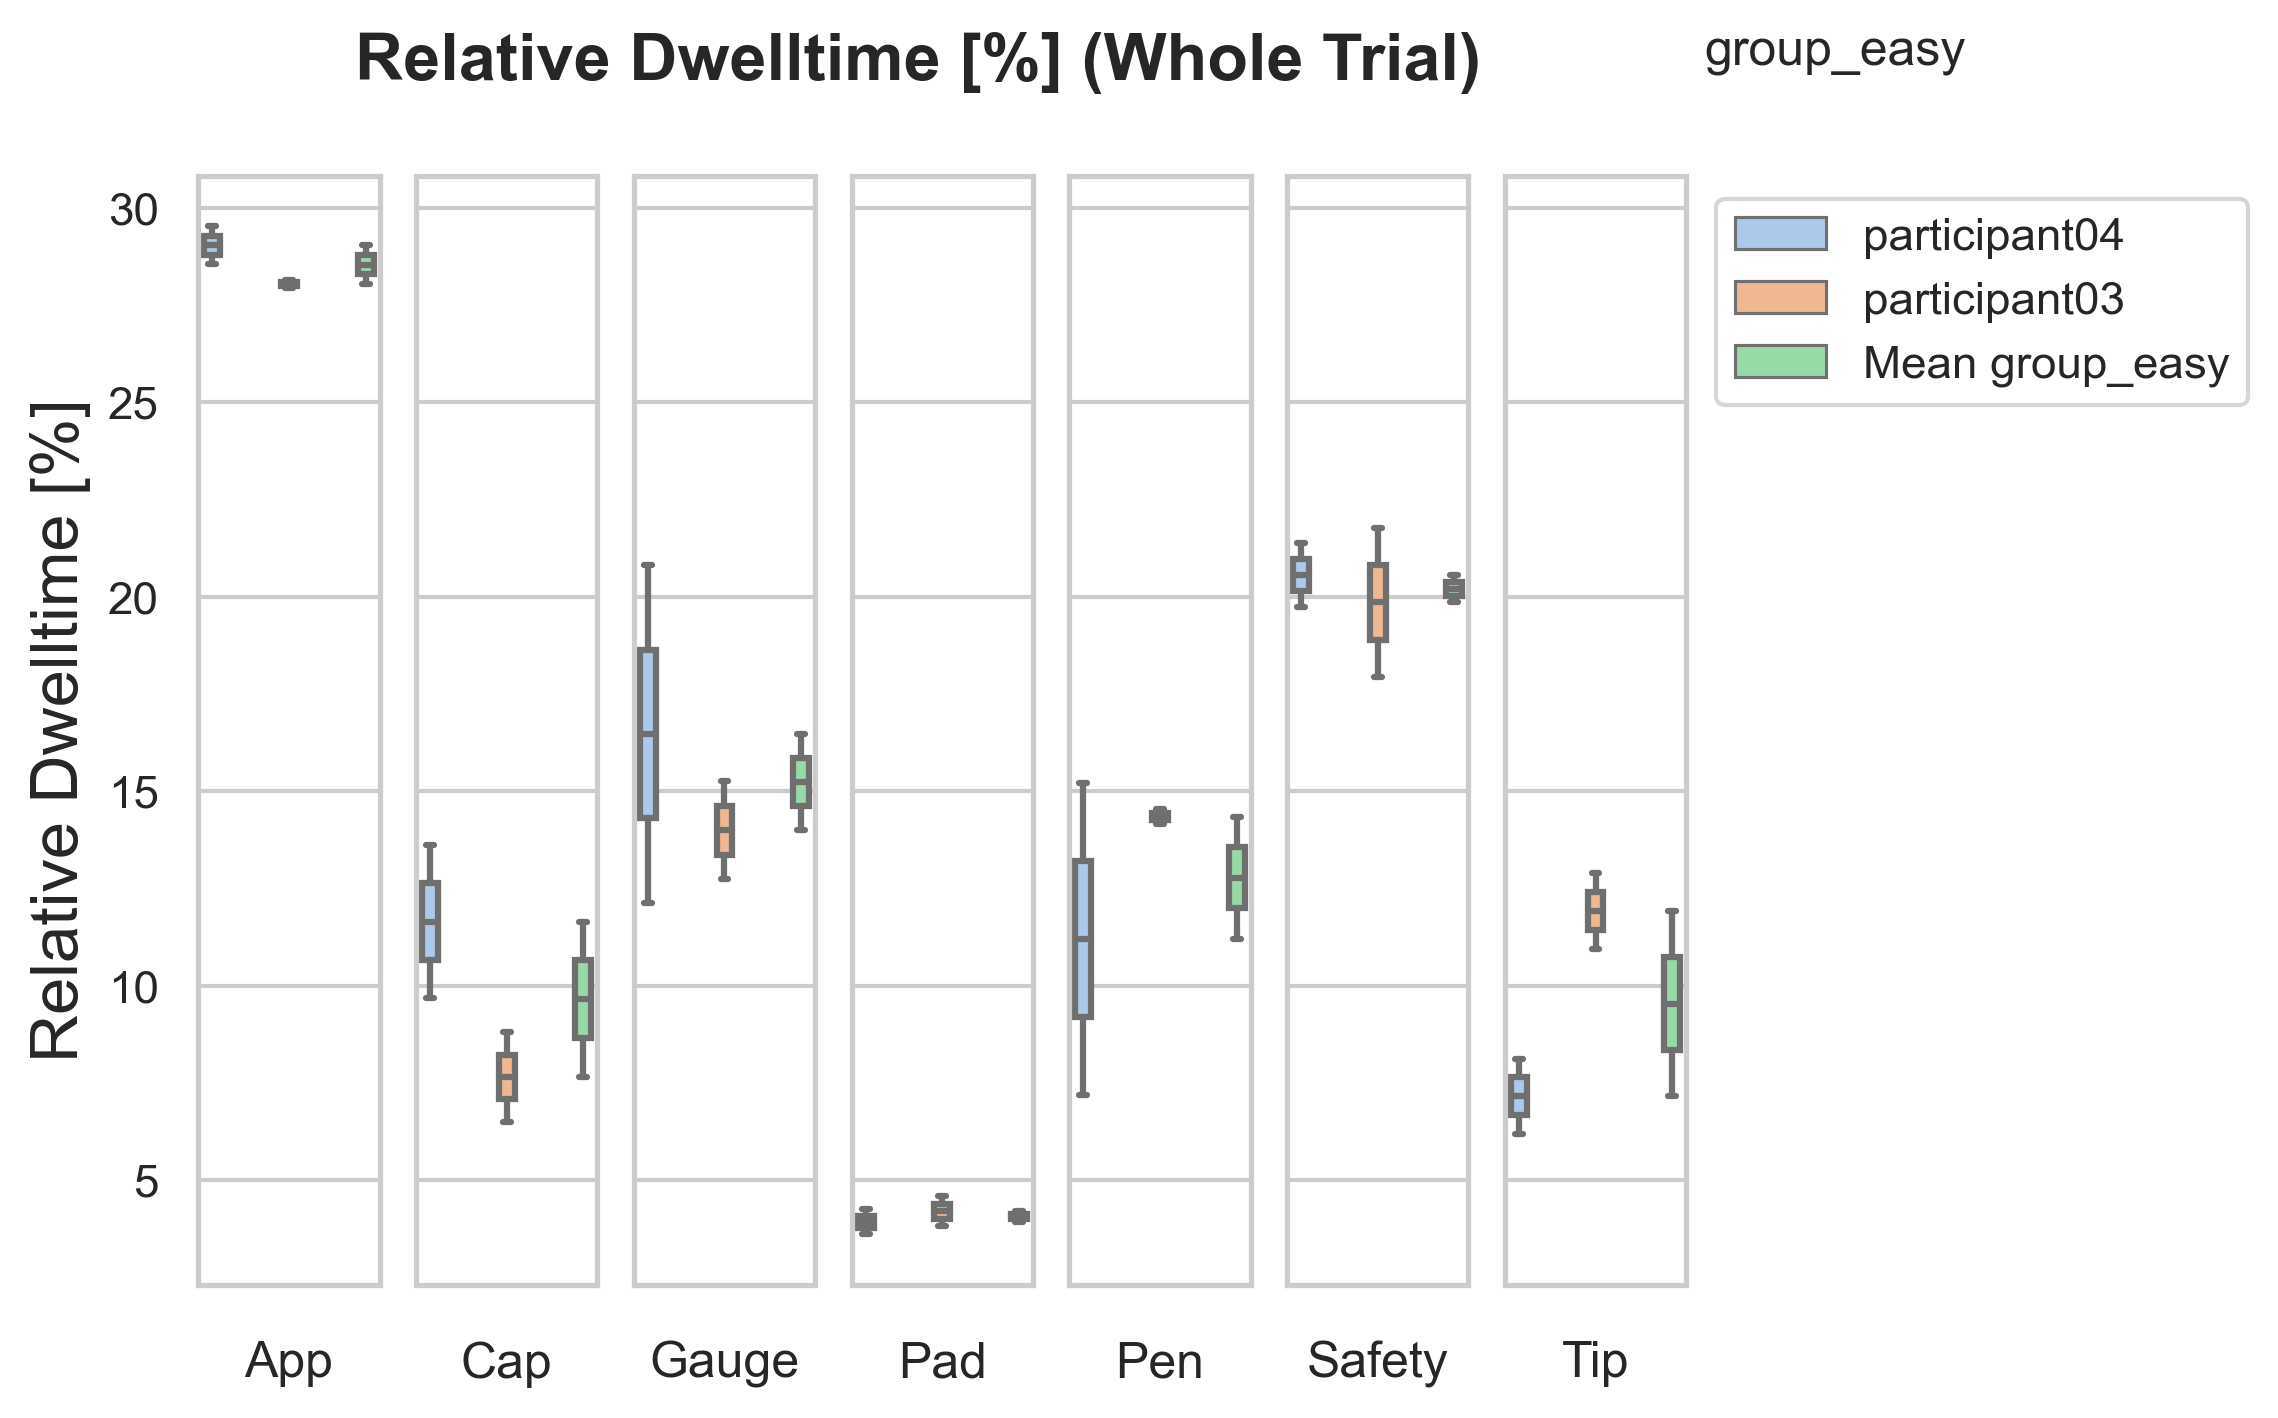 Relative Dwelltime [%] (Whole Trial)
group_easy
Relative Dwelltime [%]
30
25
20
15
10
5
App
Cap
Gauge
Pad
Pen
Safety
Tip
participant04
participant03
Mean group_easy